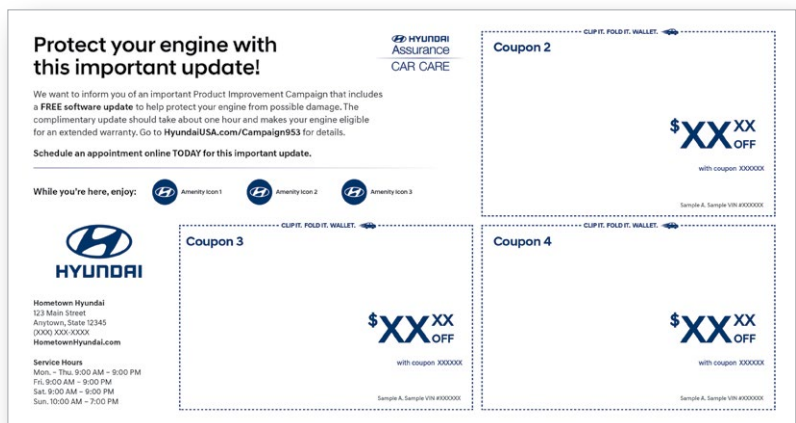 Protect your engine with
this important update!
HYUNDAI
Assurance
CAR CARE
We want to inform you of an important Product Improvement Campaign that includes
a FREE software update to help protect your engine from possible damage. The
complimentary update should take about one hour and makes your engine eligible
for an extended warranty. Go to HyundaiUSA.com/Campaign953 for details.
Schedule an appointment online TODAY for this important update.
While you're here, enjoy:
Amenity Icon 1
Amenity Icon 2
Amenity Icon 3
CLIP IT. FOLD IT. WALLET.
Coupon 2
$XX XX
OFF
with coupon XXXXXX
Sample A. Sample VIN #XXXXXX
HYUNDAI
Hometown Hyundai
123 Main Street
Anytown, State 12345
(XXX) XXX-XXXX
HometownHyundai.com
Service Hours
Mon. – Thu. 9:00 AM – 9:00 PM
Fri. 9:00 AM – 9:00 PM
Sat. 9:00 AM – 9:00 PM
Sun. 10:00 AM – 7:00 PM
CLIP IT. FOLD IT. WALLET.
Coupon 3
$XX XX
OFF
with coupon XXXXXX
Sample A. Sample VIN #XXXXXX
CLIP IT. FOLD IT. WALLET.
Coupon 4
$XX XX
OFF
with coupon XXXXXX
Sample A. Sample VIN #XXXXXX